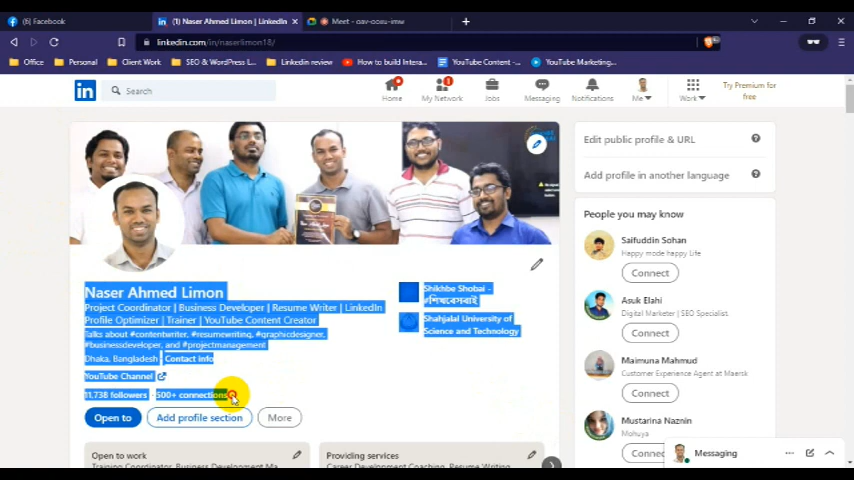 (5) Facebook
(1) Naser Ahmed Limon | LinkedIn
Meet - oav-ooxu-imw
linkedin.com/in/naserlimon18/
Office
Personal
Client Work
SEO & WordPress L...
Linkedin review
How to build Intera...
YouTube Content -...
YouTube Marketing...
Search
Home
My Network
Jobs
Messaging
Notifications
Me
Work
Try Premium for
free
Naser Ahmed Limon
Project Coordinator | Business Developer | Resume Writer | LinkedIn
Profile Optimizer | Trainer | YouTube Content Creator
Talks about #contentwriter, #resumewriting, #graphicdesigner,
#businessdeveloper, and #projectmanagement
Dhaka, Bangladesh · Contact info
YouTube Channel
11,738 followers · 500+ connections
Shikhbe Shobai -
#শিখবেসবাই
Shahjalal University of
Science and Technology
Open to
Add profile section
More
Open to work
Training Coordinator, Business Development Ma...
Providing services
Career Development Coaching, Resume Writing,
Edit public profile & URL
Add profile in another language
People you may know
Saifuddin Sohan
Happy mode happy Life
Connect
Asuk Elahi
Digital Marketer | SEO Specialist.
Connect
Maimuna Mahmud
Customer Experience Agent at Maersk
Connect
Mustarina Naznin
Mohuya
Connec
Messaging